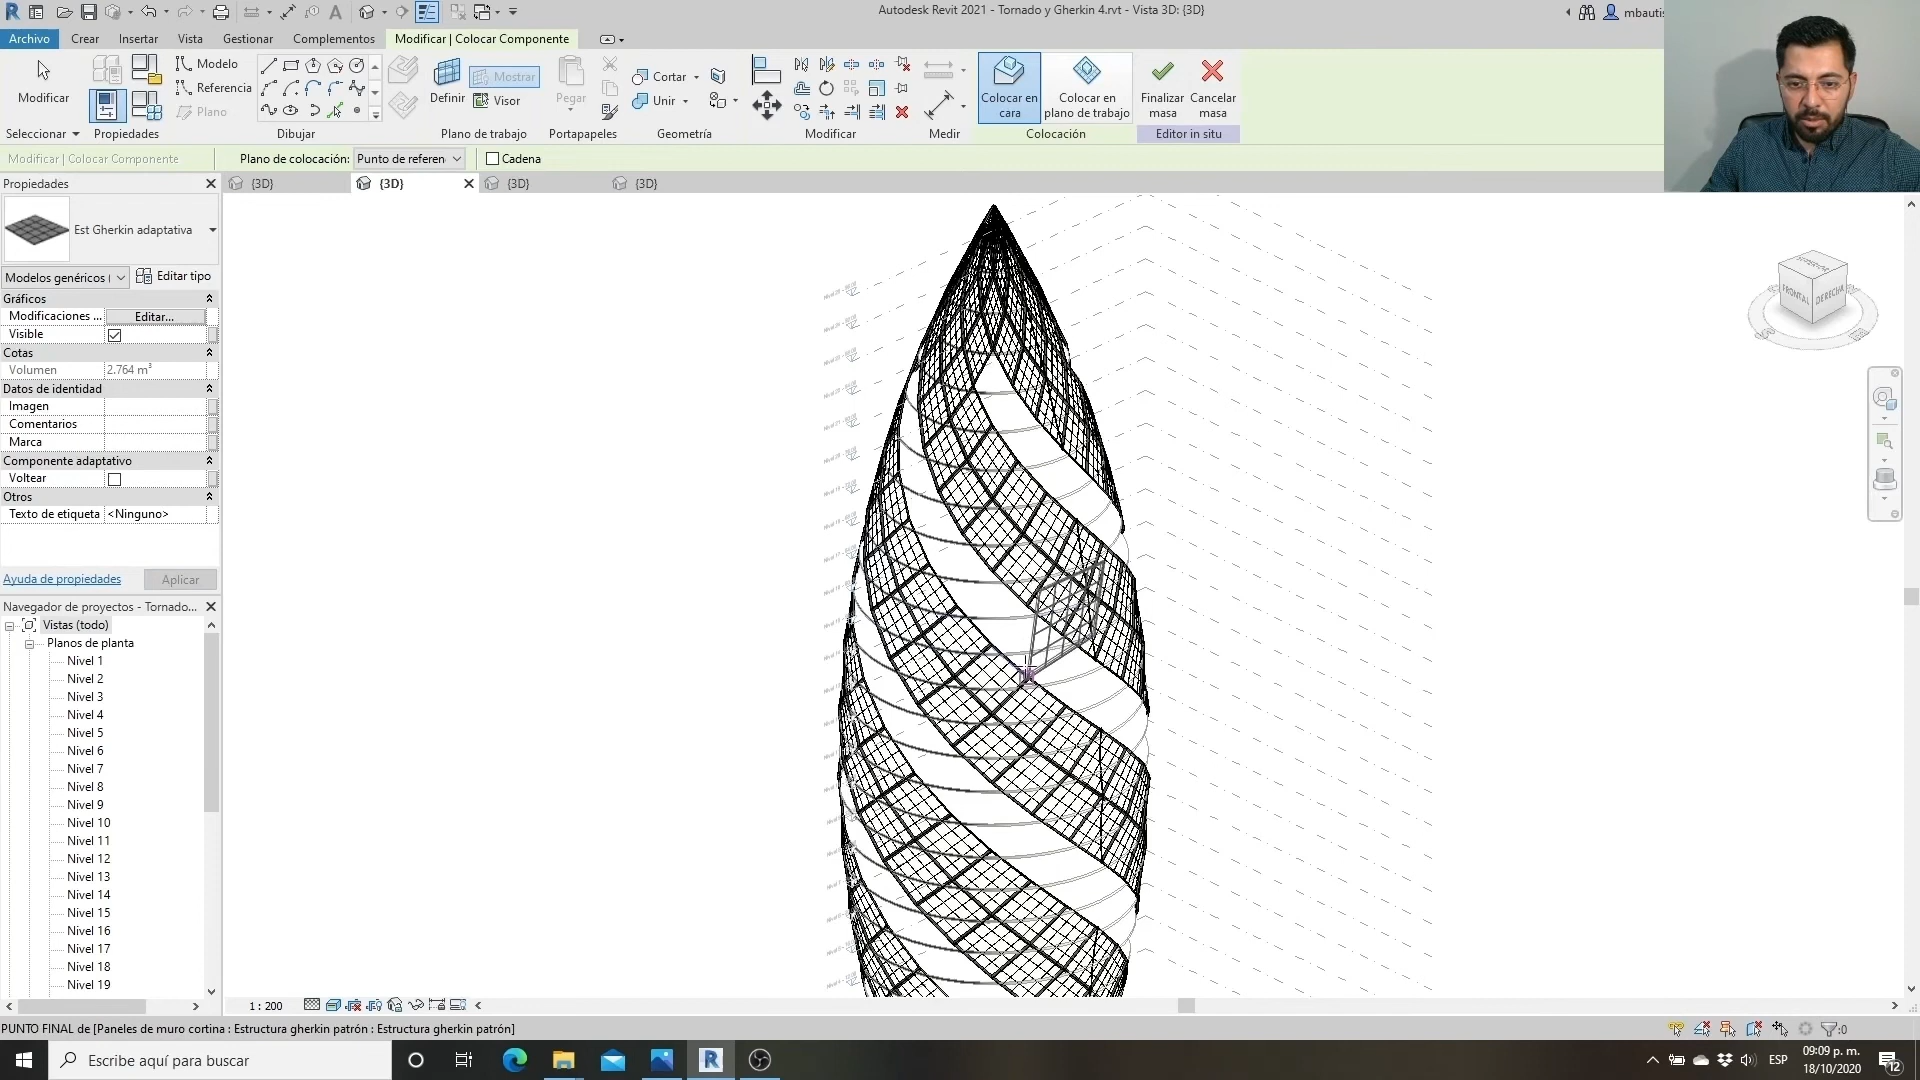 Autodesk Revit 2021 - Tornado y Gherkin 4.rvt - Vista 3D: {3D}
mbautis
Archivo Crear Insertar Vista Gestionar Complementos Modificar | Colocar Componente
Modificar
Modelo
Referencia
Plano
Definir
Mostrar
Visor
Pegar
Cortar
Unir
Colocar en cara
Colocar en plano de trabajo
Finalizar masa
Cancelar masa
Seleccionar Propiedades Dibujar Plano de trabajo Portapapeles Geometría Modificar Medir Colocación Editor in situ
Modificar | Colocar Componente Plano de colocación: Punto de referen Cadena
Propiedades
{3D} {3D} {3D} {3D}
Est Gherkin adaptativa
Modelos genéricos ( Editar tipo
Gráficos
Modificaciones ... Editar...
Visible
Cotas
Volumen 2.764 m³
Datos de identidad
Imagen
Comentarios
Marca
Componente adaptativo
Voltear
Otros
Texto de etiqueta <Ninguno>
Ayuda de propiedades Aplicar
Navegador de proyectos - Tornado...
Vistas (todo)
Planos de planta
Nivel 1
Nivel 2
Nivel 3
Nivel 4
Nivel 5
Nivel 6
Nivel 7
Nivel 8
Nivel 9
Nivel 10
Nivel 11
Nivel 12
Nivel 13
Nivel 14
Nivel 15
Nivel 16
Nivel 17
Nivel 18
Nivel 19
SUPERIOR
FRONTAL
DERECHA
1 : 200
PUNTO FINAL de [Paneles de muro cortina : Estructura gherkin patrón : Estructura gherkin patrón]
:0
Escribe aquí para buscar
ESP
09:09 p. m.
18/10/2020
12